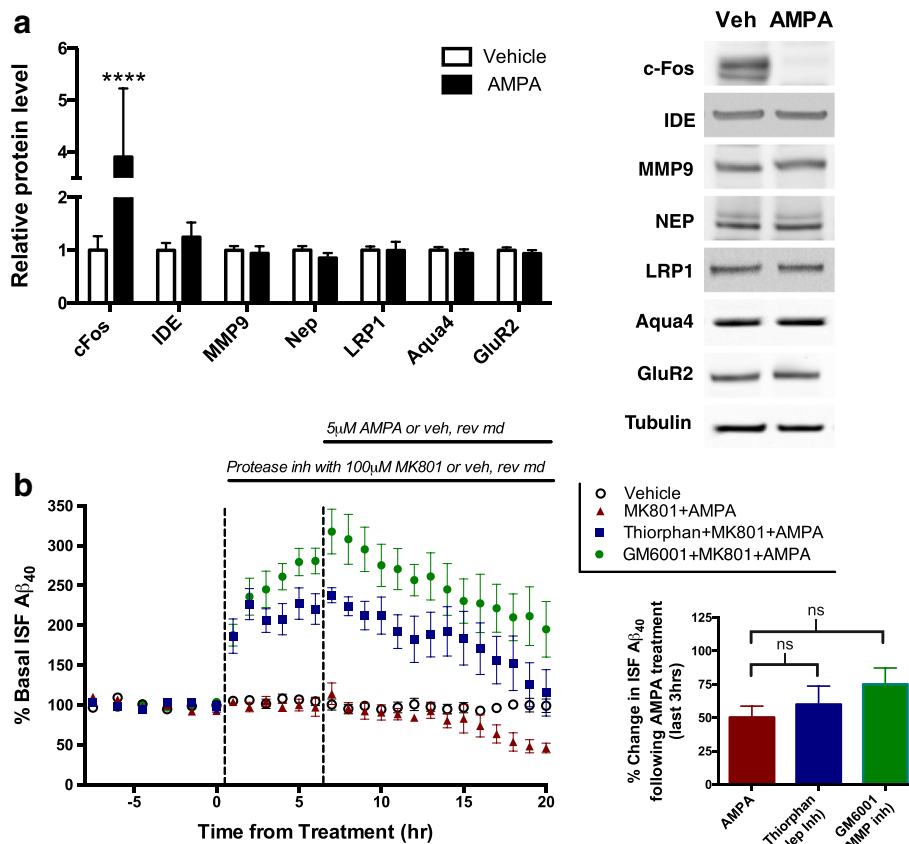 a
Relative protein level
6
5
4
2
1
0
Vehicle
AMPA
****
cFos
IDE
MMP9
Nep
LRP1
Aqua4
GluR2
Veh AMPA
c-Fos
IDE
MMP9
NEP
LRP1
Aqua4
GluR2
Tubulin
5µM AMPA or veh, rev md
Protease inh with 100µM MK801 or veh, rev md
b
% Basal ISF Aβ40
350
300
250
200
150
100
50
0
-5
0
5
10
15
20
Time from Treatment (hr)
Vehicle
MK801+AMPA
Thiorphan+MK801+AMPA
GM6001+MK801+AMPA
% Change in ISF Aβ40
following AMPA treatment
(last 3hrs)
125
100
75
50
25
0
ns
ns
AMPA
Thiorphan
lep Inh)
GM6001
MMP inh)